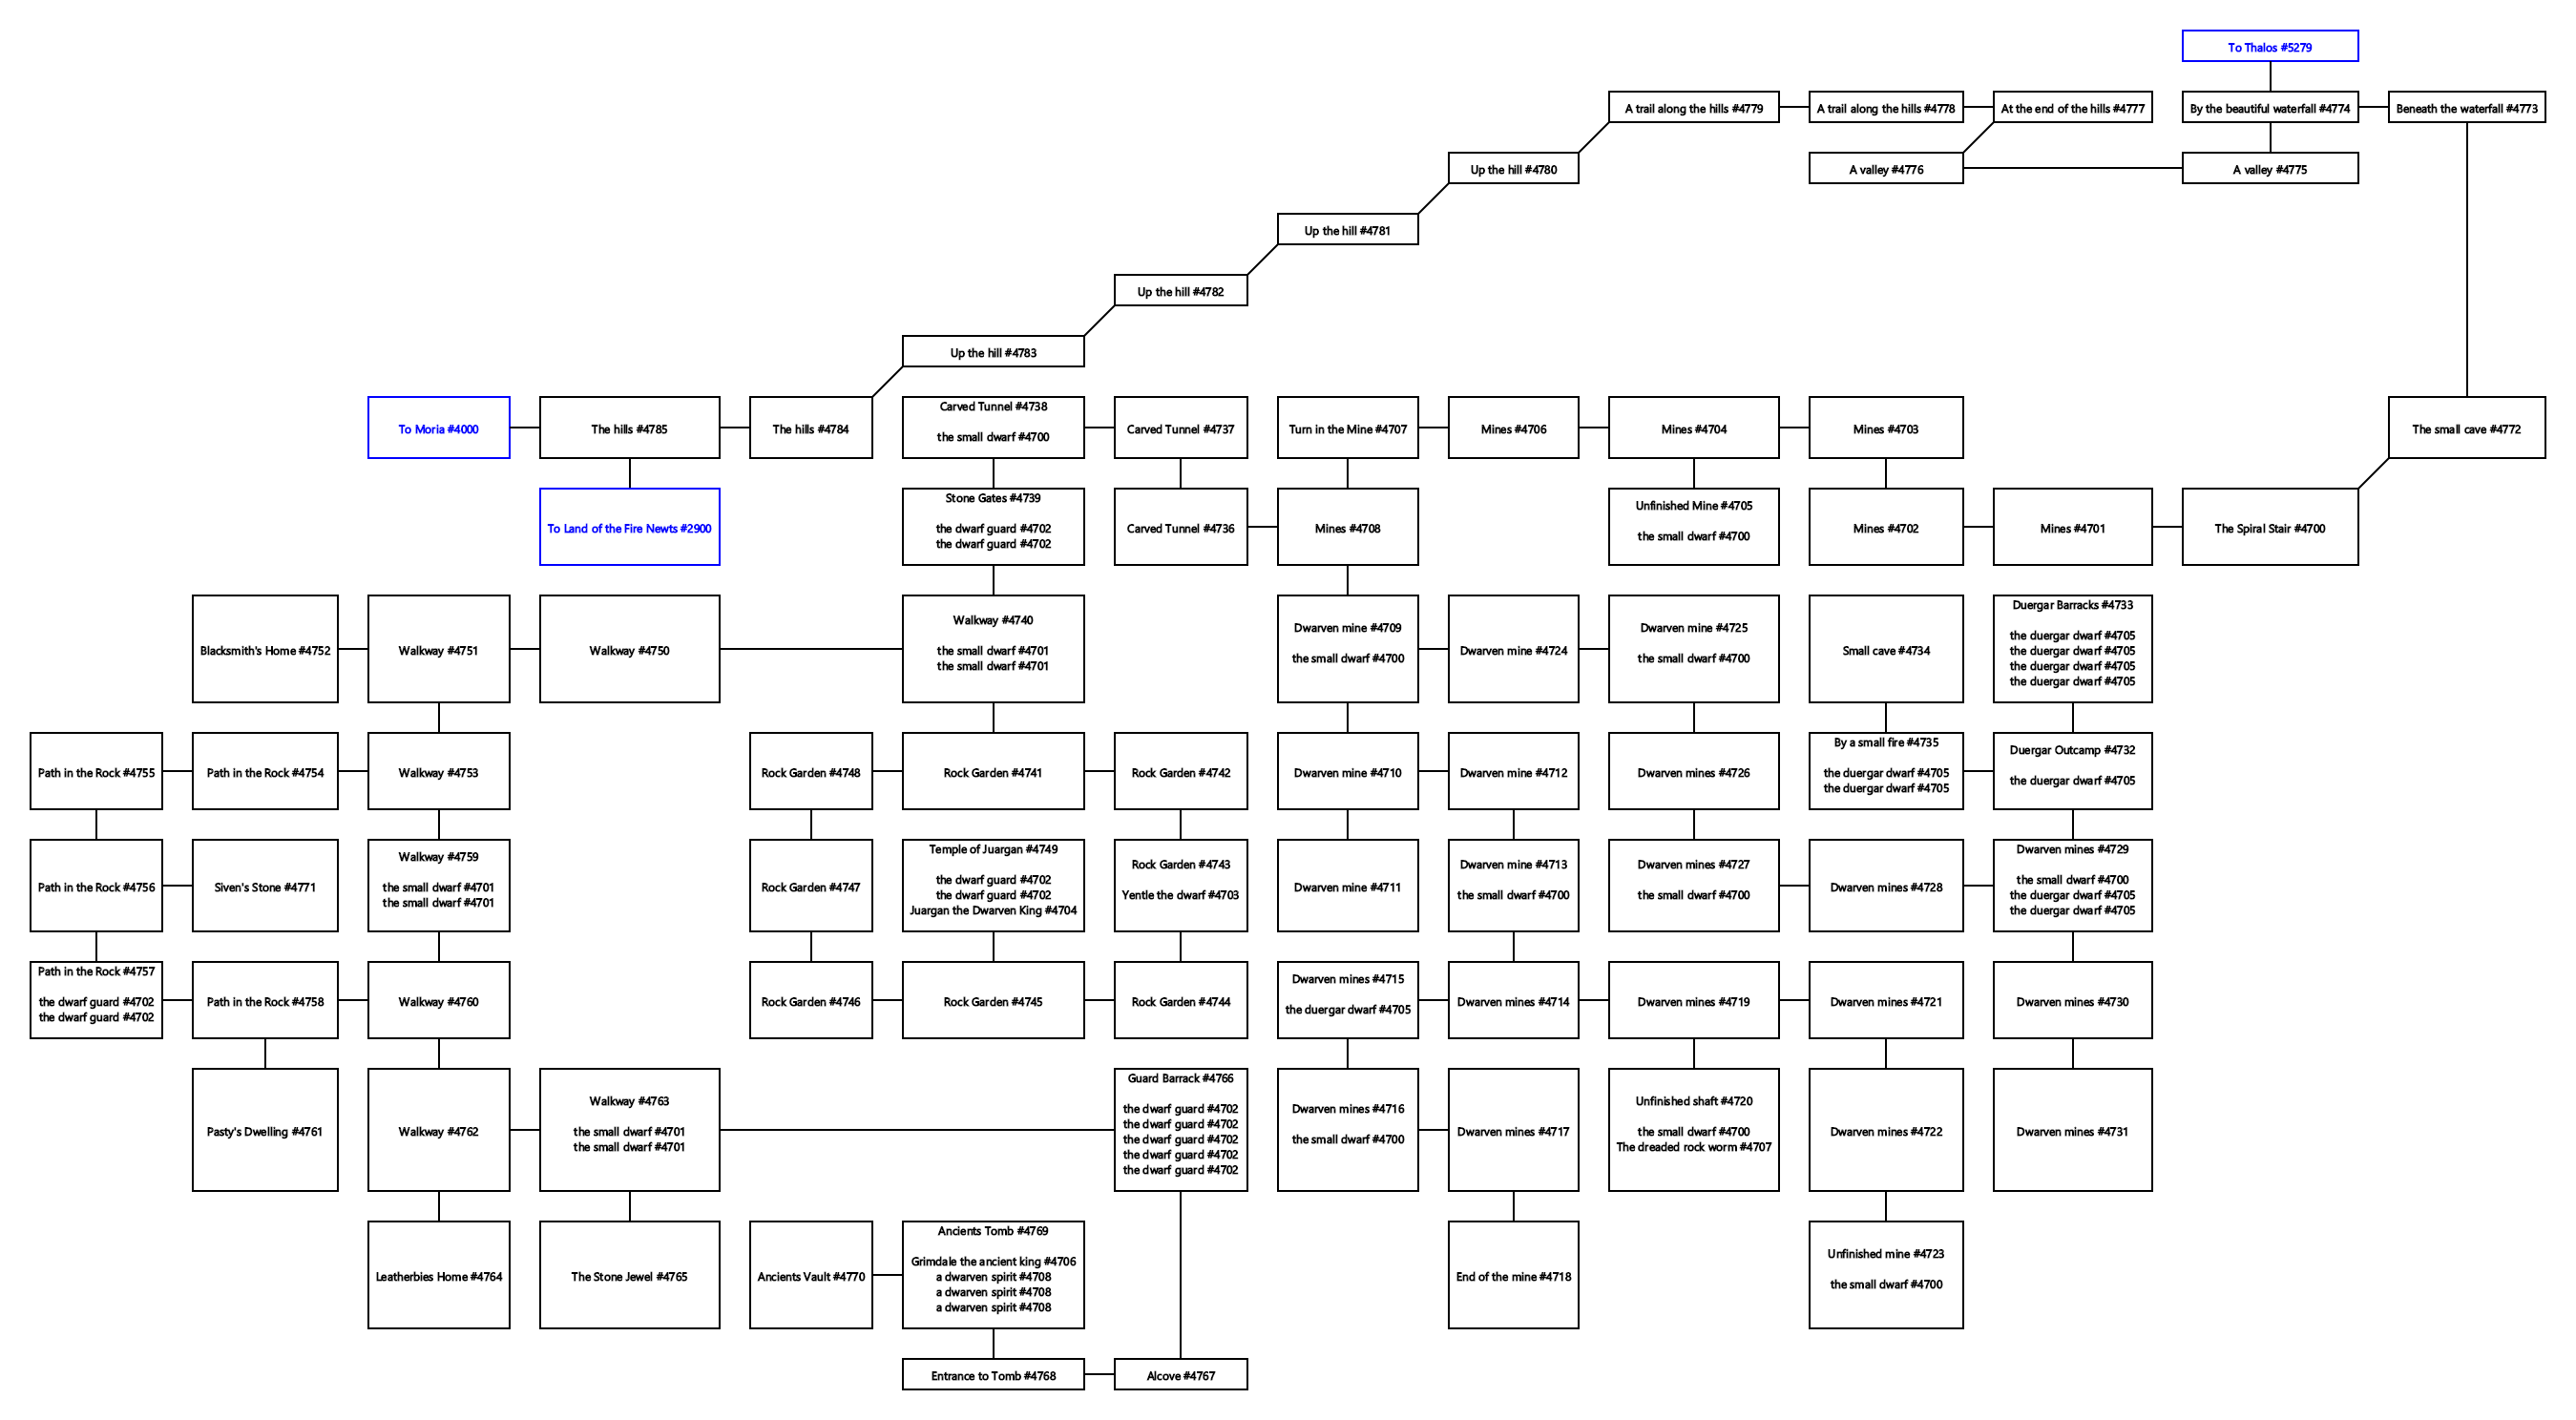 To Thalos #5279
A trail along the hills #4779
A trail along the hills #4778
At the end of the hills #4777
By the beautiful waterfall #4774
Beneath the waterfall #4773
Up the hill #4780
A valley #4776
A valley #4775
Up the hill #4781
Up the hill #4782
Up the hill #4783
To Moria #4000
The hills #4785
The hills #4784
Carved Tunnel #4738
the small dwarf #4700
Carved Tunnel #4737
Turn in the Mine #4707
Mines #4706
Mines #4704
Mines #4703
The small cave #4772
To Land of the Fire Newts #2900
Stone Gates #4739
the dwarf guard #4702
the dwarf guard #4702
Carved Tunnel #4736
Mines #4708
Unfinished Mine #4705
the small dwarf #4700
Mines #4702
Mines #4701
The Spiral Stair #4700
Blacksmith's Home #4752
Walkway #4751
Walkway #4750
Walkway #4740
the small dwarf #4701
the small dwarf #4701
Dwarven mine #4709
the small dwarf #4700
Dwarven mine #4724
Dwarven mine #4725
the small dwarf #4700
Small cave #4734
Duergar Barracks #4733
the duergar dwarf #4705
the duergar dwarf #4705
the duergar dwarf #4705
the duergar dwarf #4705
Path in the Rock #4755
Path in the Rock #4754
Walkway #4753
Rock Garden #4748
Rock Garden #4741
Rock Garden #4742
Dwarven mine #4710
Dwarven mine #4712
Dwarven mines #4726
By a small fire #4735
the duergar dwarf #4705
the duergar dwarf #4705
Duergar Outcamp #4732
the duergar dwarf #4705
Path in the Rock #4756
Siven's Stone #4771
Walkway #4759
the small dwarf #4701
the small dwarf #4701
Rock Garden #4747
Temple of Juargan #4749
the dwarf guard #4702
the dwarf guard #4702
Juargan the Dwarven King #4704
Rock Garden #4743
Yentle the dwarf #4703
Dwarven mine #4711
Dwarven mine #4713
the small dwarf #4700
Dwarven mines #4727
the small dwarf #4700
Dwarven mines #4728
Dwarven mines #4729
the small dwarf #4700
the duergar dwarf #4705
the duergar dwarf #4705
Path in the Rock #4757
the dwarf guard #4702
the dwarf guard #4702
Path in the Rock #4758
Walkway #4760
Rock Garden #4746
Rock Garden #4745
Rock Garden #4744
Dwarven mines #4715
the duergar dwarf #4705
Dwarven mines #4714
Dwarven mines #4719
Dwarven mines #4721
Dwarven mines #4730
Pasty's Dwelling #4761
Walkway #4762
Walkway #4763
the small dwarf #4701
the small dwarf #4701
Guard Barrack #4766
the dwarf guard #4702
the dwarf guard #4702
the dwarf guard #4702
the dwarf guard #4702
the dwarf guard #4702
Dwarven mines #4716
the small dwarf #4700
Dwarven mines #4717
Unfinished shaft #4720
the small dwarf #4700
The dreaded rock worm #4707
Dwarven mines #4722
Dwarven mines #4731
Leatherbies Home #4764
The Stone Jewel #4765
Ancients Vault #4770
Ancients Tomb #4769
Grimdale the ancient king #4706
a dwarven spirit #4708
a dwarven spirit #4708
a dwarven spirit #4708
End of the mine #4718
Unfinished mine #4723
the small dwarf #4700
Entrance to Tomb #4768
Alcove #4767